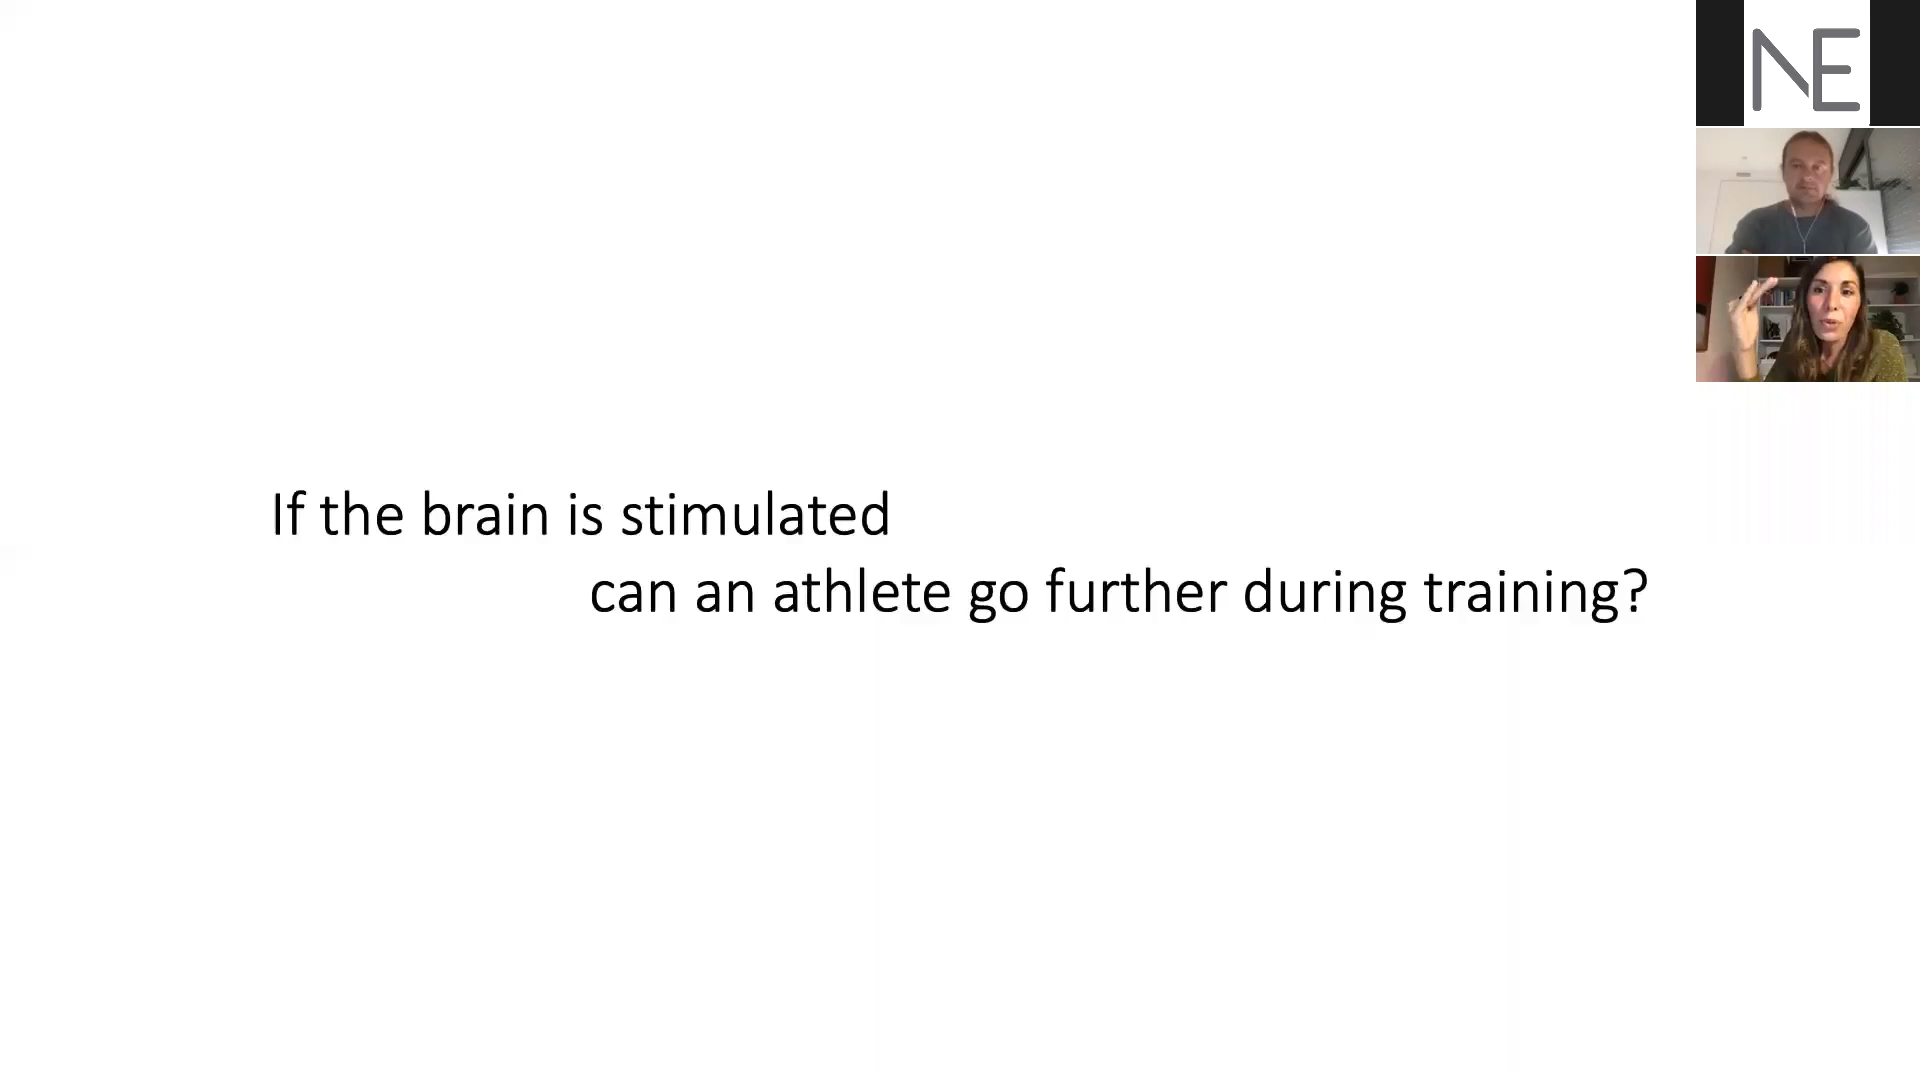 NE
If the brain is stimulated
can an athlete go further during training?